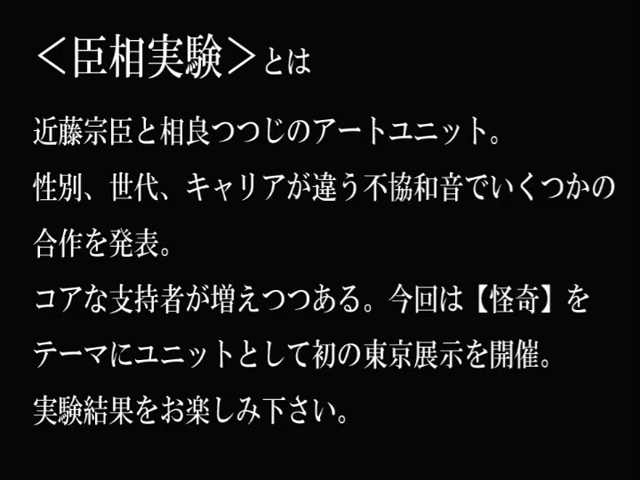 ＜臣相実験＞とは
近藤宗臣と相良つつじのアートユニット。
性別、世代、キャリアが違う不協和音でいくつかの
合作を発表。
コアな支持者が増えつつある。今回は【怪奇】を
テーマにユニットとして初の東京展示を開催。
実験結果をお楽しみ下さい。